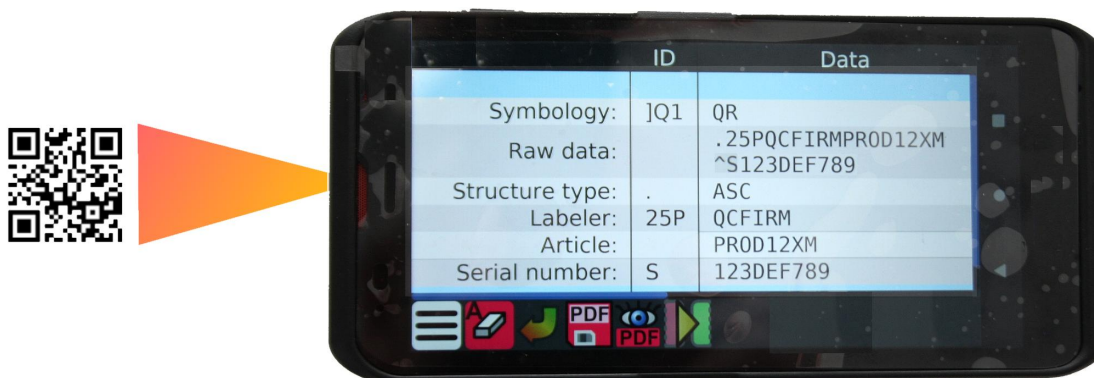 ID Data
Symbology: ]Q1 QR
Raw data: .25PQCFIRMPROD12XM
^S123DEF789
Structure type: . ASC
Labeler: 25P QCFIRM
Article: PROD12XM
Serial number: S 123DEF789
A PDF
PDF